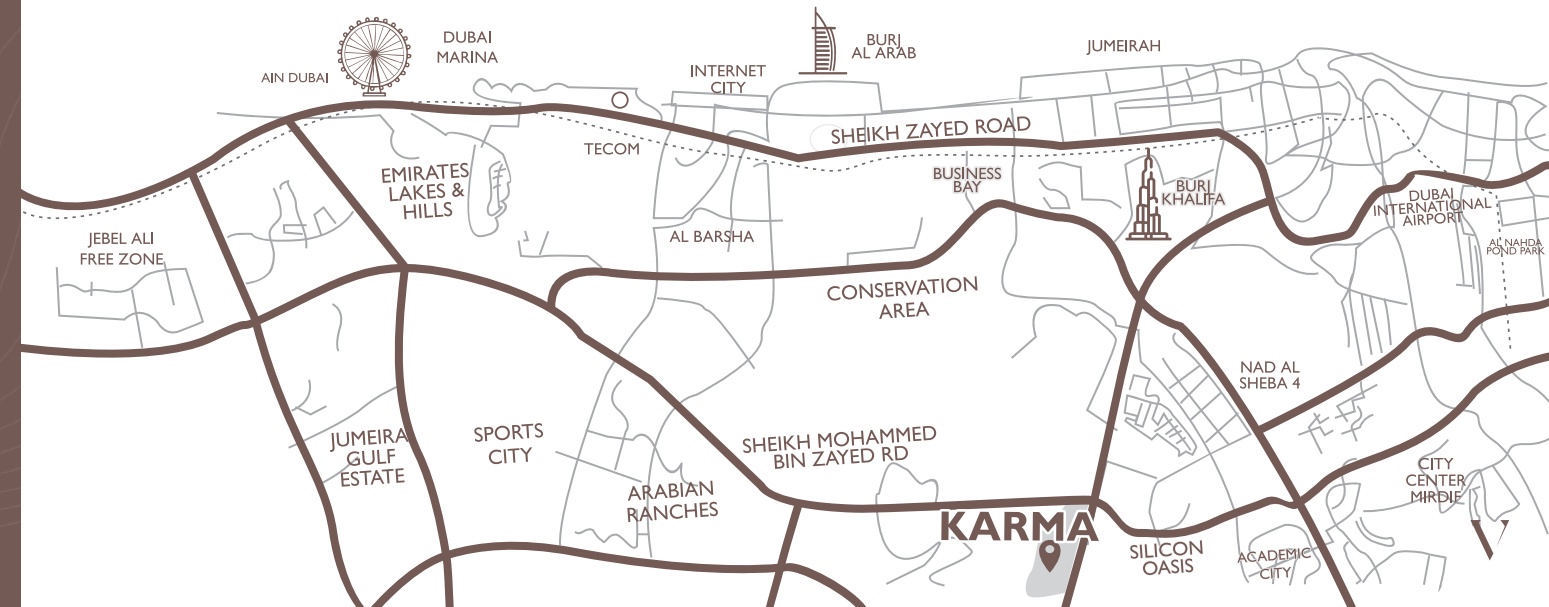 DUBAI
MARINA
AIN DUBAI
INTERNET
CITY
BURJ
AL ARAB
JUMEIRAH
SHEIKH ZAYED ROAD
TECOM
EMIRATES
LAKES &
HILLS
BUSINESS
BAY
BURJ
KHALIFA
DUBAI
INTERNATIONAL
AIRPORT
AL NAHDA
POND PARK
JEBEL ALI
FREE ZONE
AL BARSHA
CONSERVATION
AREA
NAD AL
SHEBA 4
JUMEIRA
GULF
ESTATE
SPORTS
CITY
SHEIKH MOHAMMED
BIN ZAYED RD
ARABIAN
RANCHES
CITY
CENTER
MIRDIF
KARMA
SILICON
OASIS
ACADEMIC
CITY
W